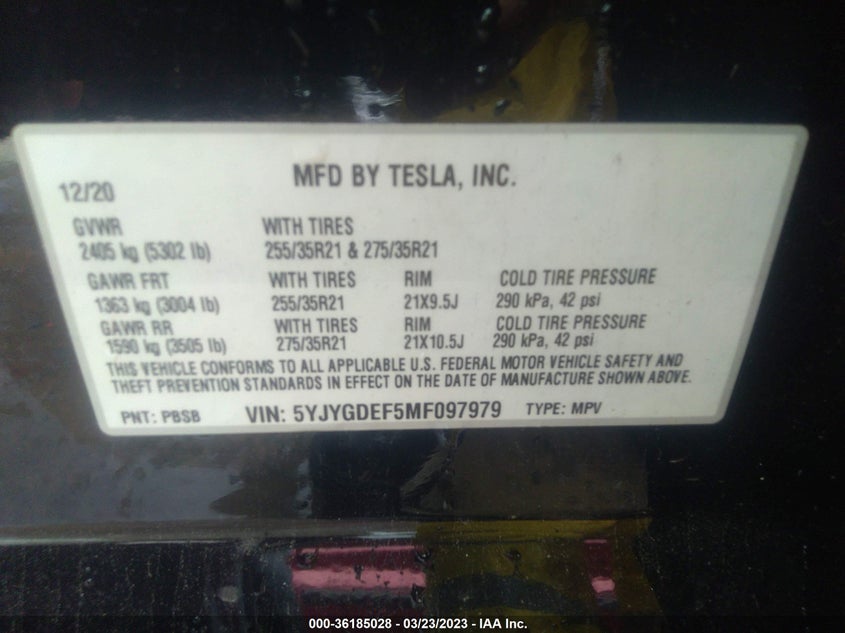 MFD BY TESLA, INC.
12/20
GVWR WITH TIRES
2405 kg (5302 lb) 255/35R21 & 275/35R21
GAWR FRT WITH TIRES RIM COLD TIRE PRESSURE
1363 kg (3004 lb) 255/35R21 21X9.5J 290 kPa, 42 psi
GAWR RR WITH TIRES RIM COLD TIRE PRESSURE
1590 kg (3505 lb) 275/35R21 21X10.5J 290 kPa, 42 psi
THIS VEHICLE CONFORMS TO ALL APPLICABLE U.S. FEDERAL MOTOR VEHICLE SAFETY AND
THEFT PREVENTION STANDARDS IN EFFECT ON THE DATE OF MANUFACTURE SHOWN ABOVE.
PNT: PBSB VIN: 5YJYGDEF5MF097979 TYPE: MPV
000-36185028 - 03/23/2023 - IAA Inc.